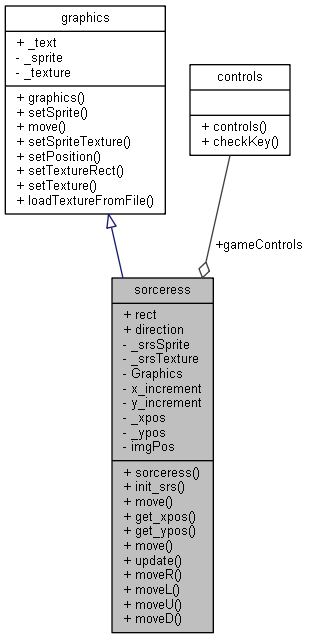 graphics
+ _text
- _sprite
- _texture
+ graphics()
+ setSprite()
+ move()
+ setSpriteTexture()
+ setPosition()
+ setTextureRect()
+ setTexture()
+ loadTextureFromFile()
controls
+ controls()
+ checkKey()
+gameControls
sorceress
+ rect
+ direction
- _srsSprite
- _srsTexture
- Graphics
- x_increment
- y_increment
- _xpos
- _ypos
- imgPos
+ sorceress()
+ init_srs()
+ move()
+ get_xpos()
+ get_ypos()
+ move()
+ update()
+ moveR()
+ moveL()
+ moveU()
+ moveD()